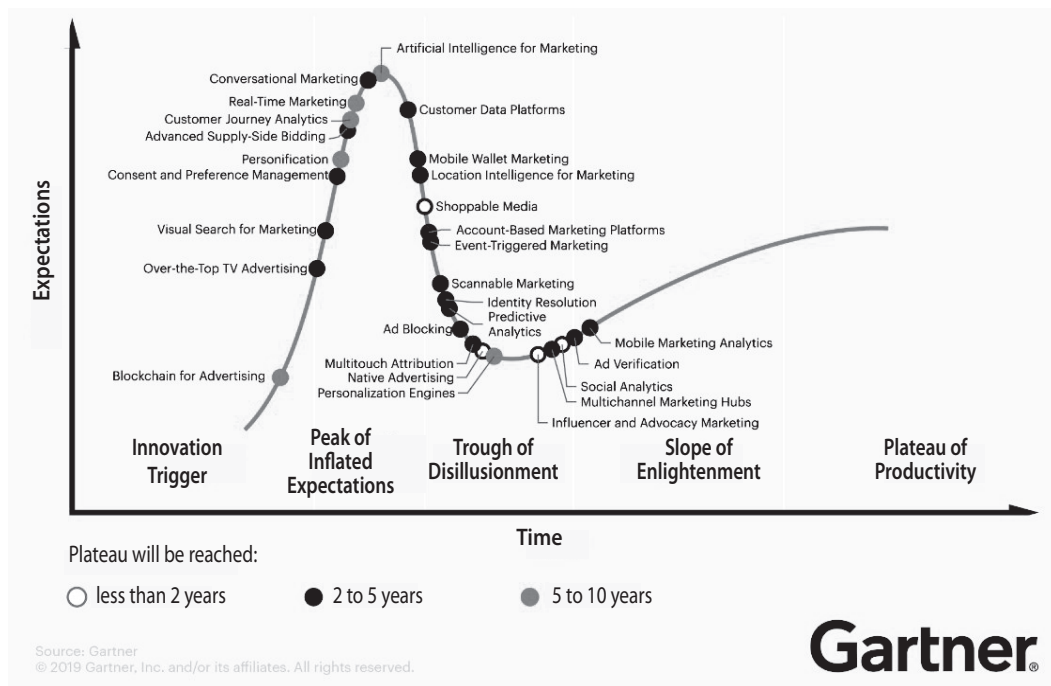 Artificial Intelligence for Marketing
Conversational Marketing
Real-Time Marketing
Customer Journey Analytics
Advanced Supply-Side Bidding
Personification
Consent and Preference Management
Visual Search for Marketing
Over-the-Top TV Advertising
Blockchain for Advertising
Customer Data Platforms
Mobile Wallet Marketing
Location Intelligence for Marketing
Shoppable Media
Account-Based Marketing Platforms
Event-Triggered Marketing
Scannable Marketing
Identity Resolution
Predictive
Analytics
Ad Blocking
Multitouch Attribution
Native Advertising
Personalization Engines
Mobile Marketing Analytics
Ad Verification
Social Analytics
Multichannel Marketing Hubs
Influencer and Advocacy Marketing
Expectations
Innovation
Trigger
Peak of
Inflated
Expectations
Trough of
Disillusionment
Slope of
Enlightenment
Plateau of
Productivity
Time
Plateau will be reached:
less than 2 years
2 to 5 years
5 to 10 years
Source: Gartner
© 2019 Gartner, Inc. and/or its affiliates. All rights reserved.
Gartner®